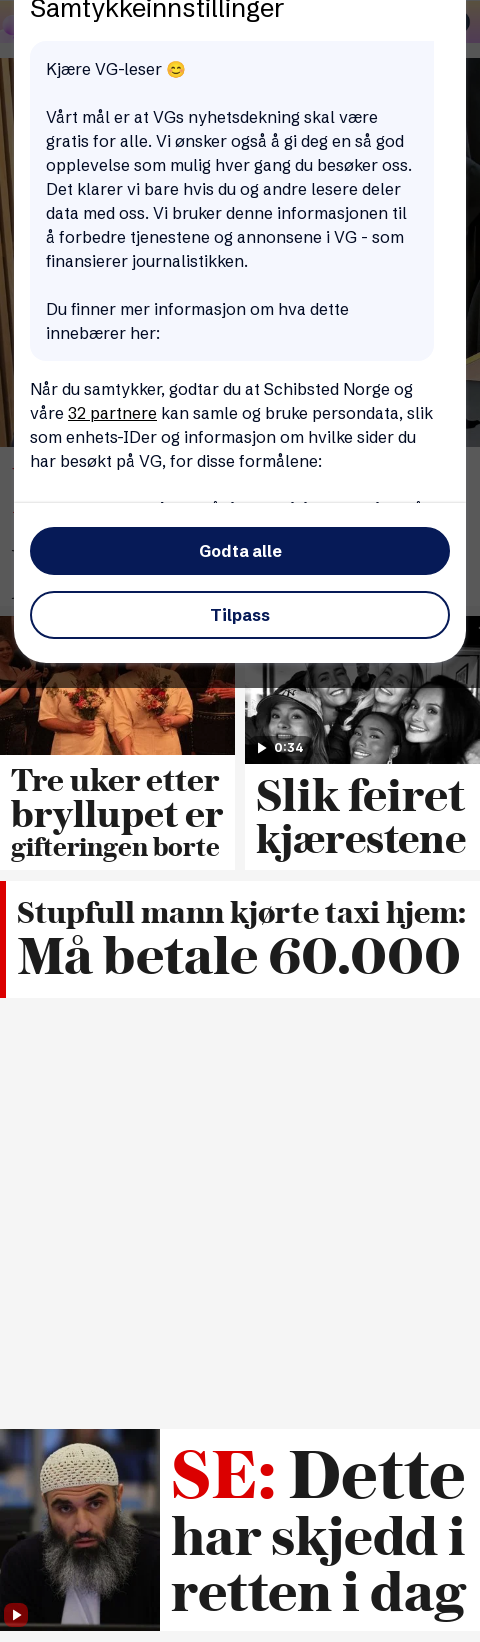 Samtykkeinnstillinger
Kjære VG-leser 😊
Vårt mål er at VGs nyhetsdekning skal være
gratis for alle. Vi ønsker også å gi deg en så god
opplevelse som mulig hver gang du besøker oss.
Det klarer vi bare hvis du og andre lesere deler
data med oss. Vi bruker denne informasjonen til
å forbedre tjenestene og annonsene i VG - som
finansierer journalistikken.
Du finner mer informasjon om hva dette
innebærer her:
Når du samtykker, godtar du at Schibsted Norge og
våre 32 partnere kan samle og bruke persondata, slik
som enhets-IDer og informasjon om hvilke sider du
har besøkt på VG, for disse formålene:
Godta alle
Tilpass
0:34
Tre uker etter
bryllupet er
gifteringen borte
Slik feiret
kjærestene
Stupfull mann kjørte taxi hjem:
Må betale 60.000
SE: Dette
har skjedd i
retten i dag